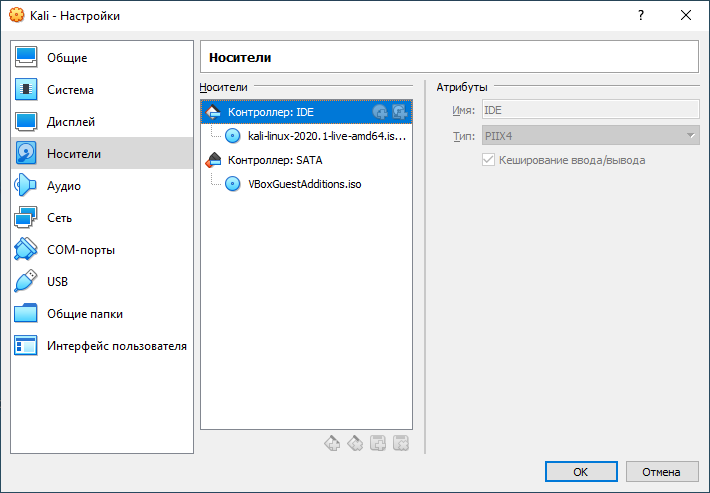 Kali - Настройки
?
Общие
Система
Дисплей
Носители
Аудио
Сеть
COM-порты
USB
Общие папки
Интерфейс пользователя
Носители
Носители
Контроллер: IDE
kali-linux-2020.1-live-amd64.is...
Контроллер: SATA
VBoxGuestAdditions.iso
Атрибуты
Имя: IDE
Тип: PIIX4
Кеширование ввода/вывода
OK
Отмена